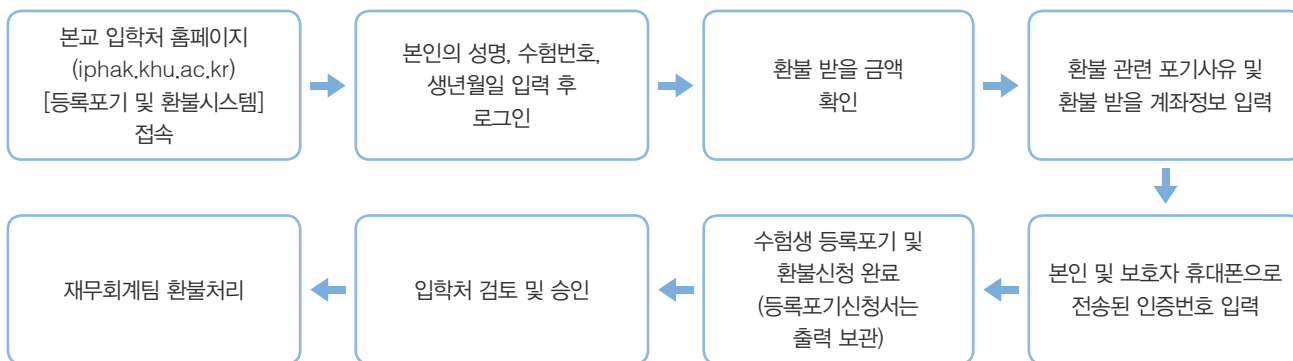 본교 입학처 홈페이지
(iphak.khu.ac.kr)
[등록포기 및 환불시스템]
접속
본인의 성명, 수험번호,
생년월일 입력 후
로그인
환불 받을 금액
확인
환불 관련 포기사유 및
환불 받을 계좌정보 입력
본인 및 보호자 휴대폰으로
전송된 인증번호 입력
수험생 등록포기 및
환불신청 완료
(등록포기신청서는
출력 보관)
입학처 검토 및 승인
재무회계팀 환불처리